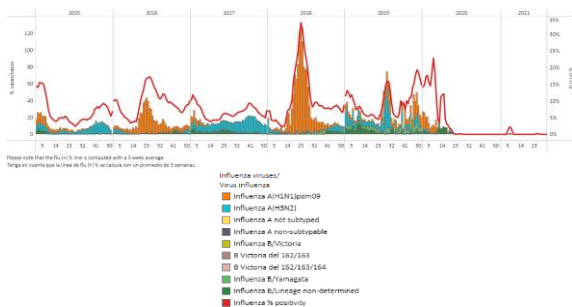 2015 2016 2017 2018 2019 2020 2021
120
100
80
60
40
20
0
35%
30%
25%
20%
15%
10%
5%
0%
5 14 23 32 41 50 5 14 23 32 41 50 5 14 23 32 41 50 5 14 23 32 41 50 5 14 23 32 41 50 5 14 23 32 41 50 5 14 23
Please note that the flu (+) % line is computed with a 3 week average.
Tenga en cuenta que la línea de flu (+) % se calcula con un promedio de 3 semanas.
Influenza viruses/
Virus influenza
Influenza A(H1N1)pdm09
Influenza A(H3N2)
Influenza A not subtyped
Influenza A non-subtypable
Influenza B/Victoria
B Victoria del 162/163
B Victoria del 162/163/164
Influenza B/Yamagata
Influenza B/Lineage non-determined
Influenza % positivity